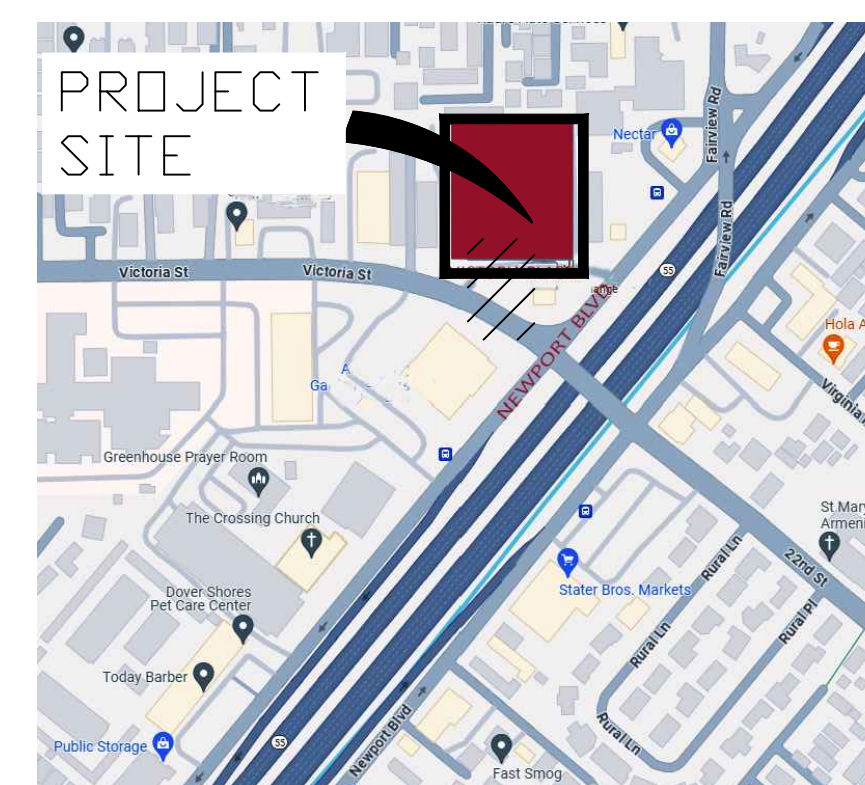 PROJECT
SITE
Nectar
Fairview Rd
Fairview Rd
Victoria St
Victoria St
55
NEWPORT BLVD
Hola A
Virginia
Greenhouse Prayer Room
The Crossing Church
St Mary
Armeni
22nd St
Rural Ln
Stater Bros. Markets
Rural Pl
Dover Shores
Pet Care Center
Rural Ln
Today Barber
Rural Ln
Public Storage
55
Newport Blvd
Fast Smog